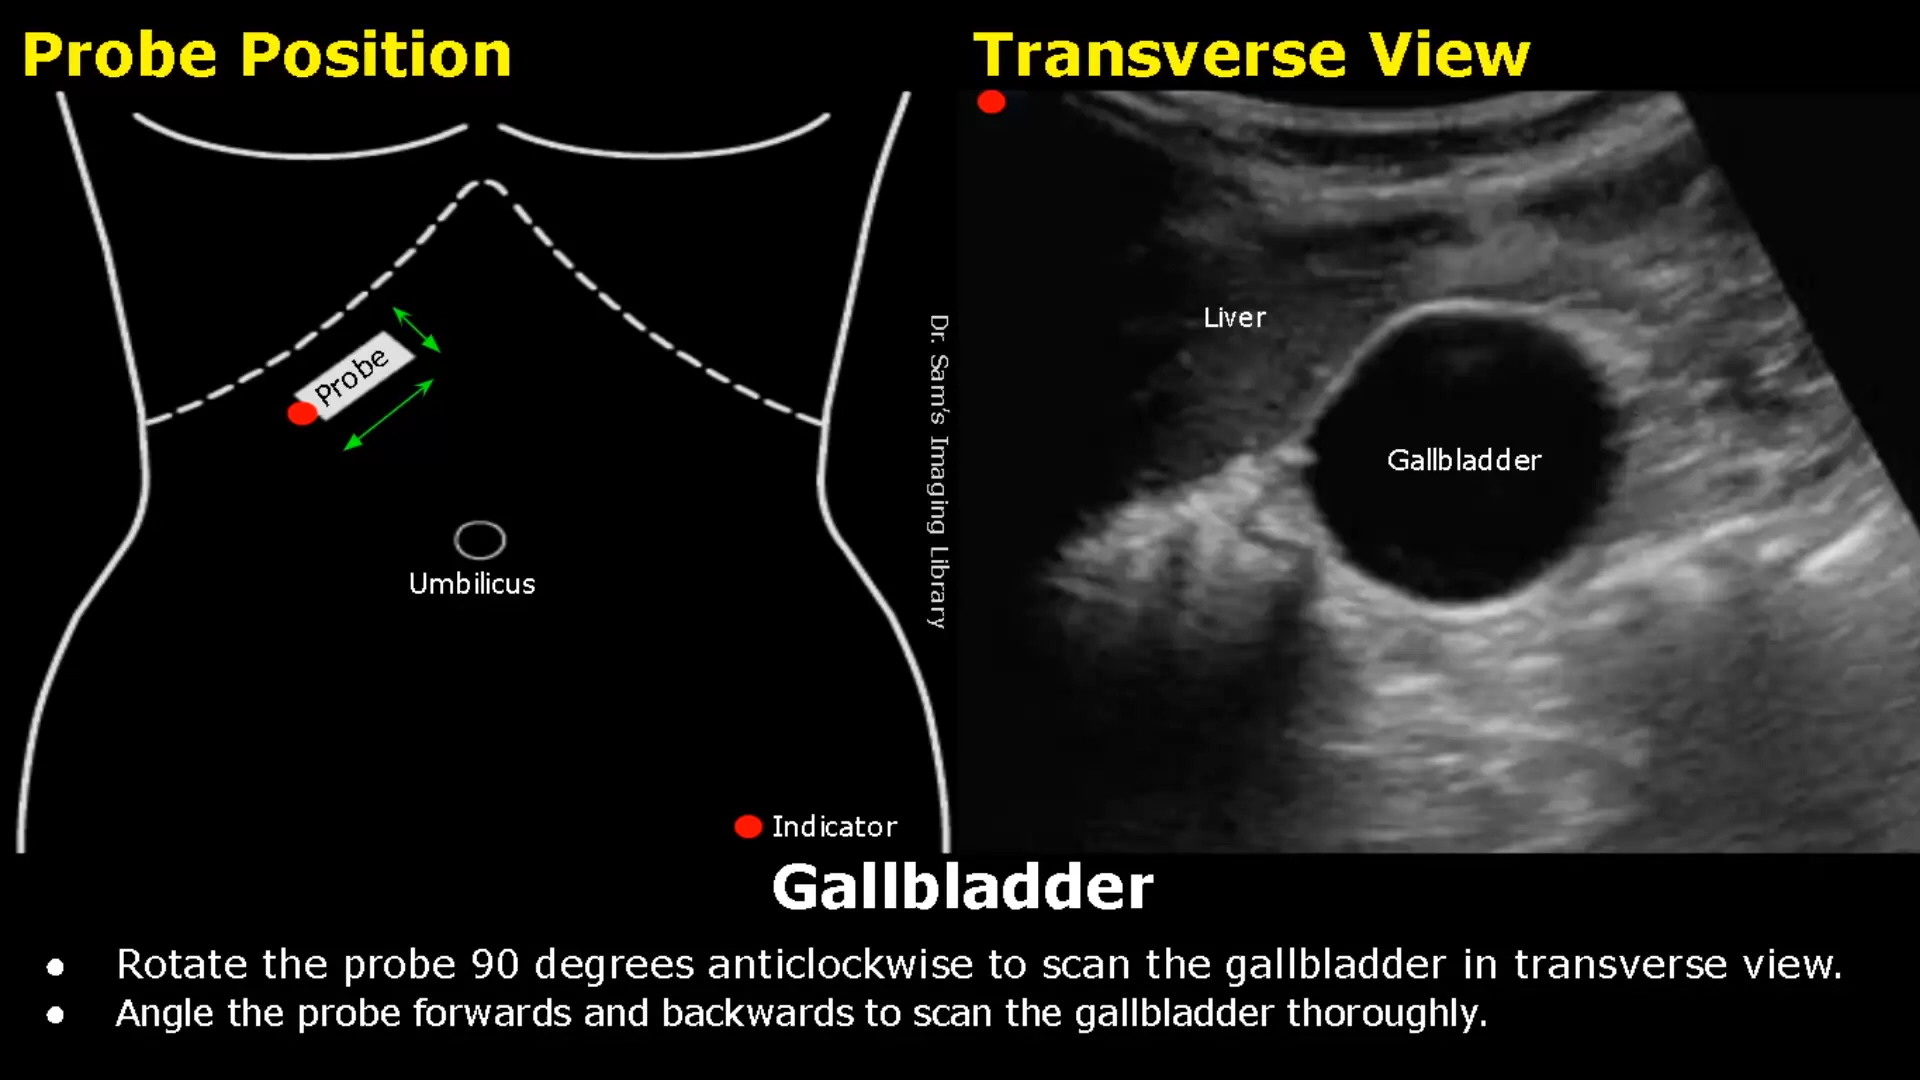 Probe Position
Transverse View
Probe
Umbilicus
Indicator
Dr. Sam's Imaging Library
Liver
Gallbladder
Gallbladder
• Rotate the probe 90 degrees anticlockwise to scan the gallbladder in transverse view.
• Angle the probe forwards and backwards to scan the gallbladder thoroughly.